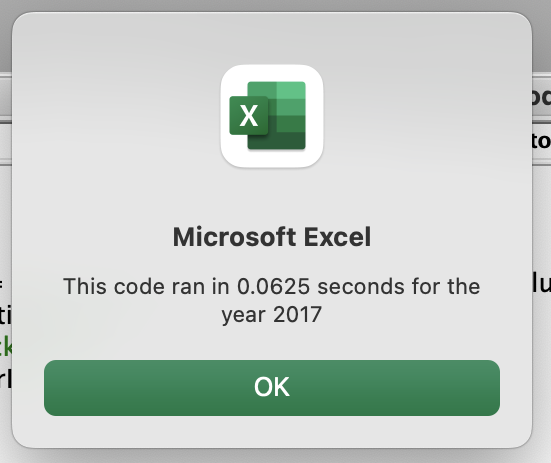 X
Microsoft Excel
This code ran in 0.0625 seconds for the
year 2017
OK